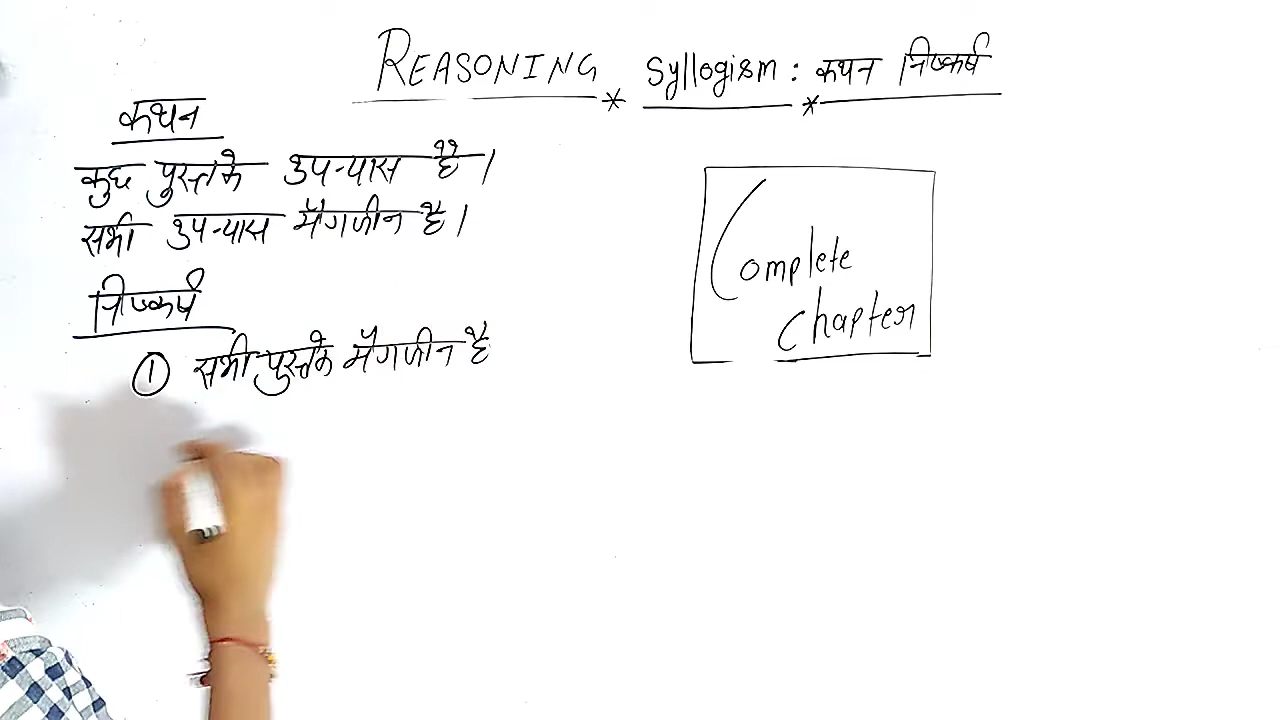 REASONING * Syllogism : * कथन निष्कर्ष
कथन
कुछ पुस्तके उपन्यास है।
सभी उपन्यास मैगजीन है।
निष्कर्ष
① सभी पुस्तके मैगजीन है
Complete
Chapter